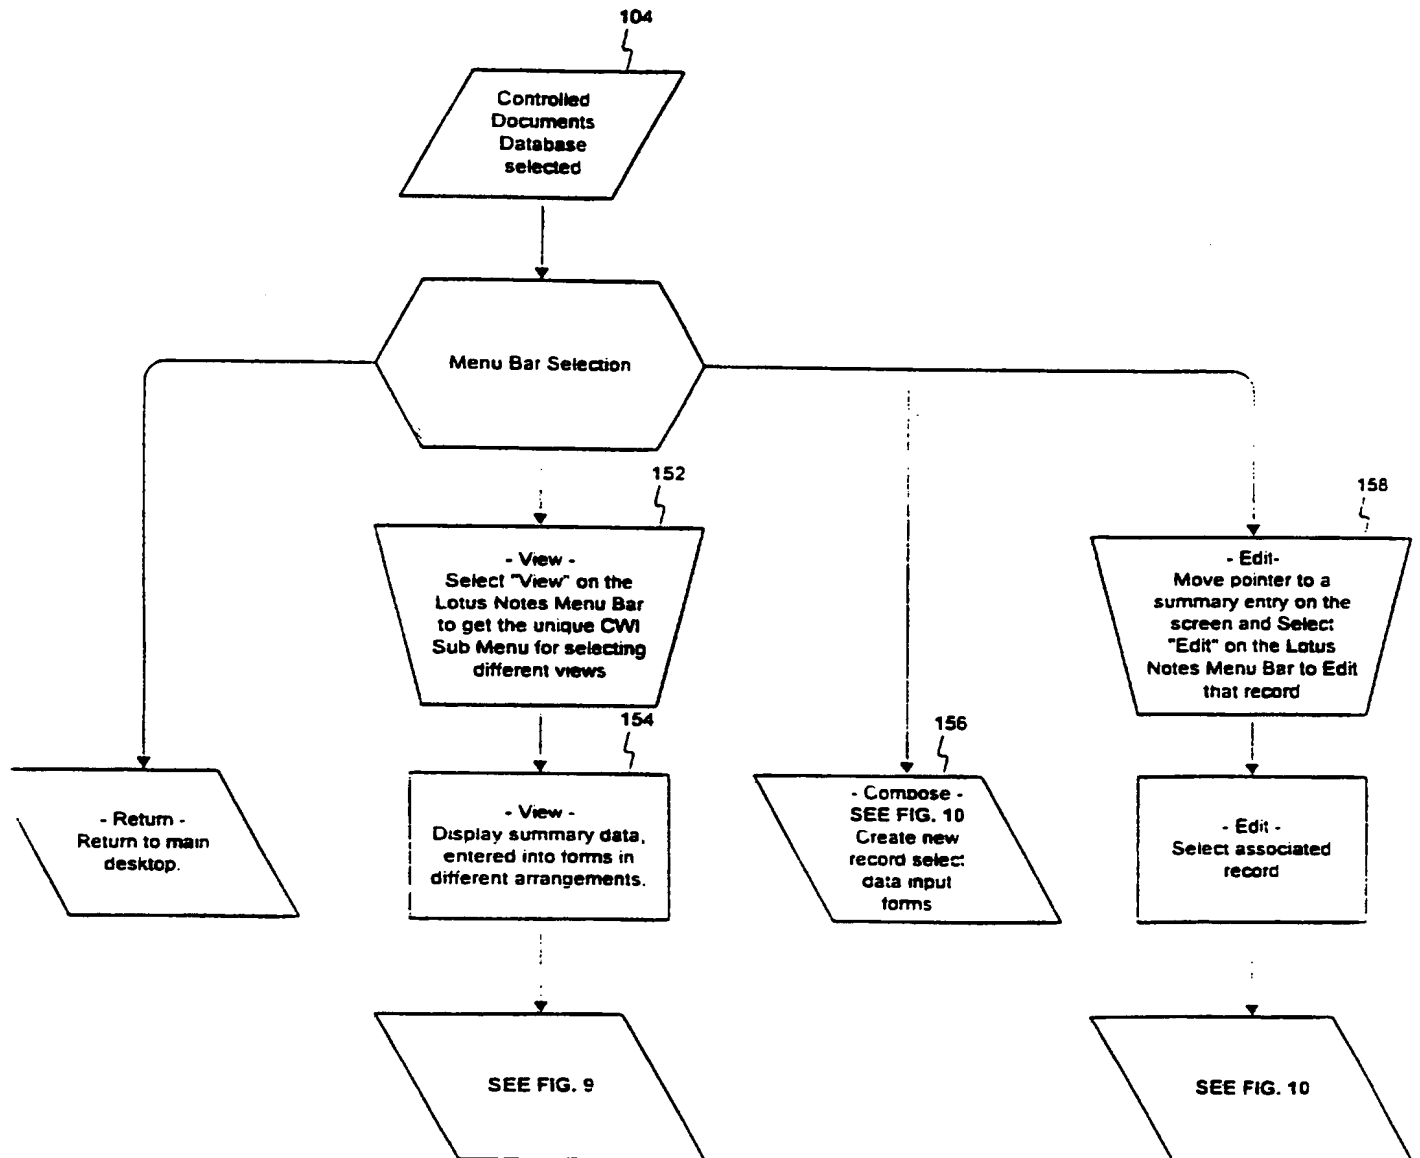 104
Controlled
Documents
Database
selected
Menu Bar Selection
152
- View -
Select "View" on the
Lotus Notes Menu Bar
to get the unique CWI
Sub Menu for selecting
different views
158
- Edit-
Move pointer to a
summary entry on the
screen and Select
"Edit" on the Lotus
Notes Menu Bar to Edit
that record
- Return -
Return to main
desktop.
154
- View -
Display summary data,
entered into forms in
different arrangements.
156
- Compose -
SEE FIG. 10
Create new
record select
data input
forms
- Edit -
Select associated
record
SEE FIG. 9
SEE FIG. 10